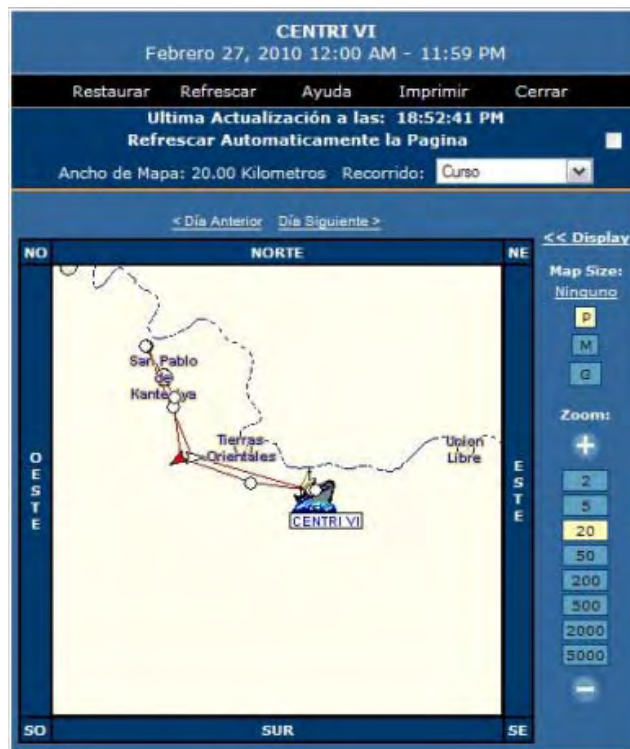 CENTRI VI
Febrero 27, 2010 12:00 AM - 11:59 PM
Restaurar Refrescar Ayuda Imprimir Cerrar
Ultima Actualización a las: 18:52:41 PM
Refrescar Automaticamente la Pagina
Ancho de Mapa: 20.00 Kilometros Recorrido: Curso
< Día Anterior Día Siguiente >
<< Display
NO NORTE NE
Map Size:
Ninguno
P
M
G
San Pablo
de
Zoom:
Tierras
Orientales
Union
Libre
OESTE
ESTE
2
5
20
50
200
500
2000
5000
CENTRI VI
SO SUR SE